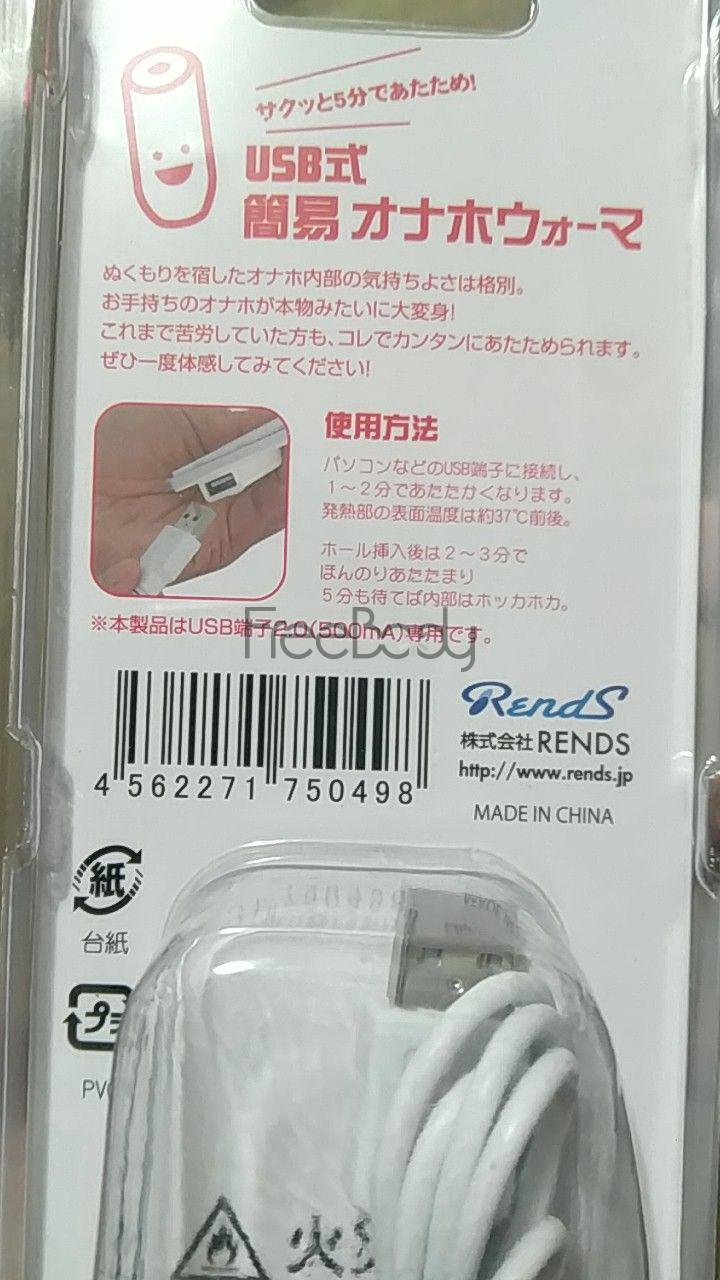 サクッと5分であたため!
USB式
簡易オナホウォーマ
ぬくもりを宿したオナホ内部の気持ちよさは格別。
お手持ちのオナホが本物みたいに大変身!
これまで苦労していた方も、コレでカンタンにあたためられます。
ぜひ一度体感してみてください!
使用方法
パソコンなどのUSB端子に接続し、
1〜2分であたたかくなります。
発熱部の表面温度は約37℃前後。
ホール挿入後は2〜3分で
ほんのりあたたまり
5分も待てば内部はホッカホカ。
※本製品はUSB端子2.0(500mA)専用です。
FreeBody
4 562271 750498
RENDS
株式会社RENDS
http://www.rends.jp
MADE IN CHINA
紙
台紙
プラ
火